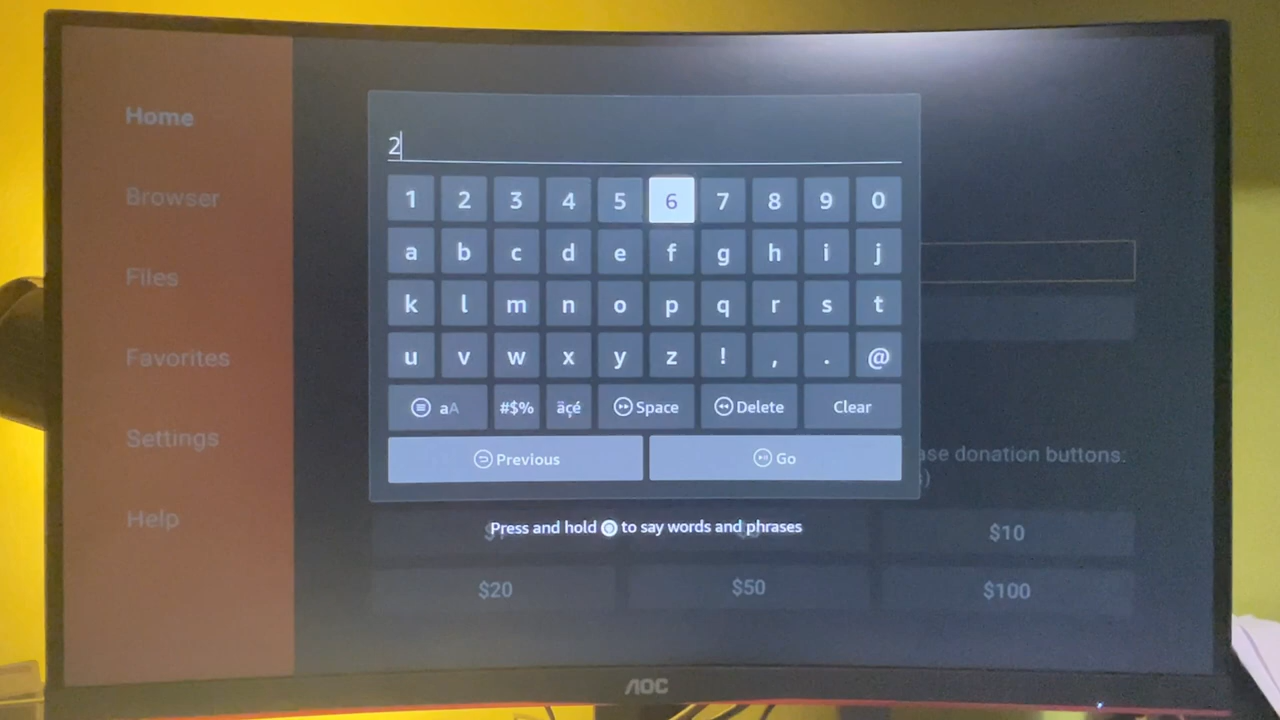 Home
Browser
Files
Favorites
Settings
Help
2
1 2 3 4 5 6 7 8 9 0
a b c d e f g h i j
k l m n o p q r s t
u v w x y z ! , . @
aA #$% äçé Space Delete Clear
Previous Go
ase donation buttons:
s)
Press and hold to say words and phrases
$10
$20 $50 $100
AOC